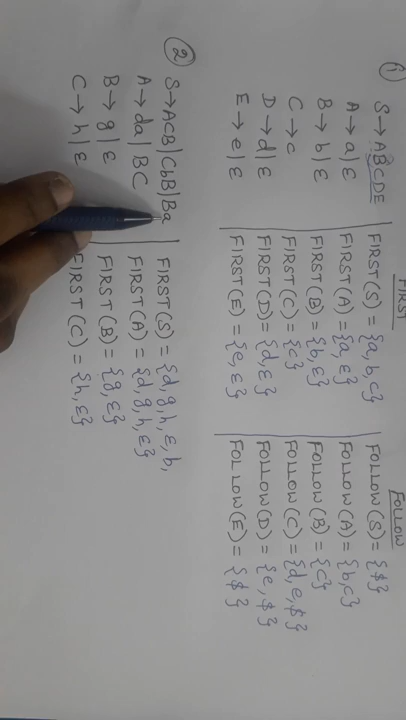 FIRST
FOLLOW
① S→ABCDE FIRST(S) = {a,b,c} FOLLOW(S) = {$}
A→a|ε FIRST(A) = {a,ε} FOLLOW(A) = {b,c}
B→b|ε FIRST(B) = {b,ε} FOLLOW(B) = {c}
C→c FIRST(C) = {c} FOLLOW(C) = {d,e,$}
D→d|ε FIRST(D) = {d,ε} FOLLOW(D) = {e,$}
E→e|ε FIRST(E) = {e,ε} FOLLOW(E) = {$}
② S→ACB|CbB|Ba FIRST(S) = {d,g,h,ε,b,
A→da|BC FIRST(A) = {d,g,h,ε}
B→g|ε FIRST(B) = {g,ε}
C→h|ε FIRST(C) = {h,ε}